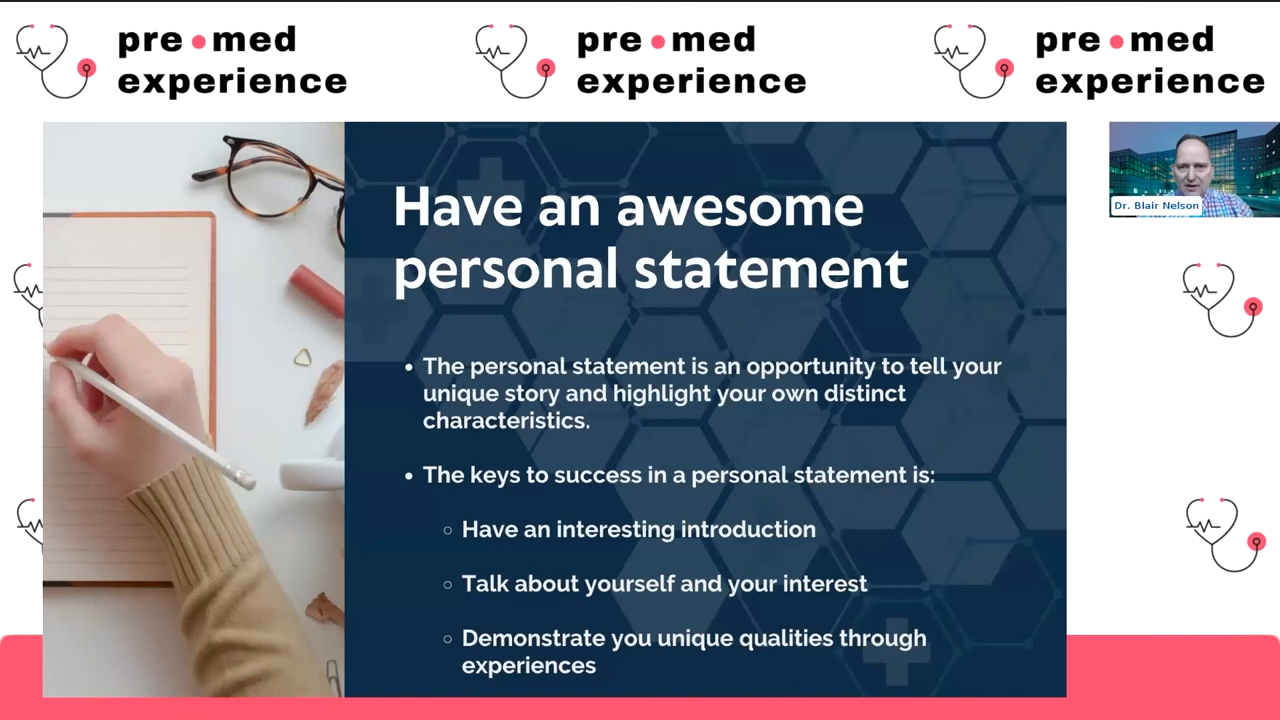 pre med
experience
pre med
experience
pre med
experience
Dr. Blair Nelson
Have an awesome
personal statement
• The personal statement is an opportunity to tell your
unique story and highlight your own distinct
characteristics.
• The keys to success in a personal statement is:
◦ Have an interesting introduction
◦ Talk about yourself and your interest
◦ Demonstrate you unique qualities through
experiences